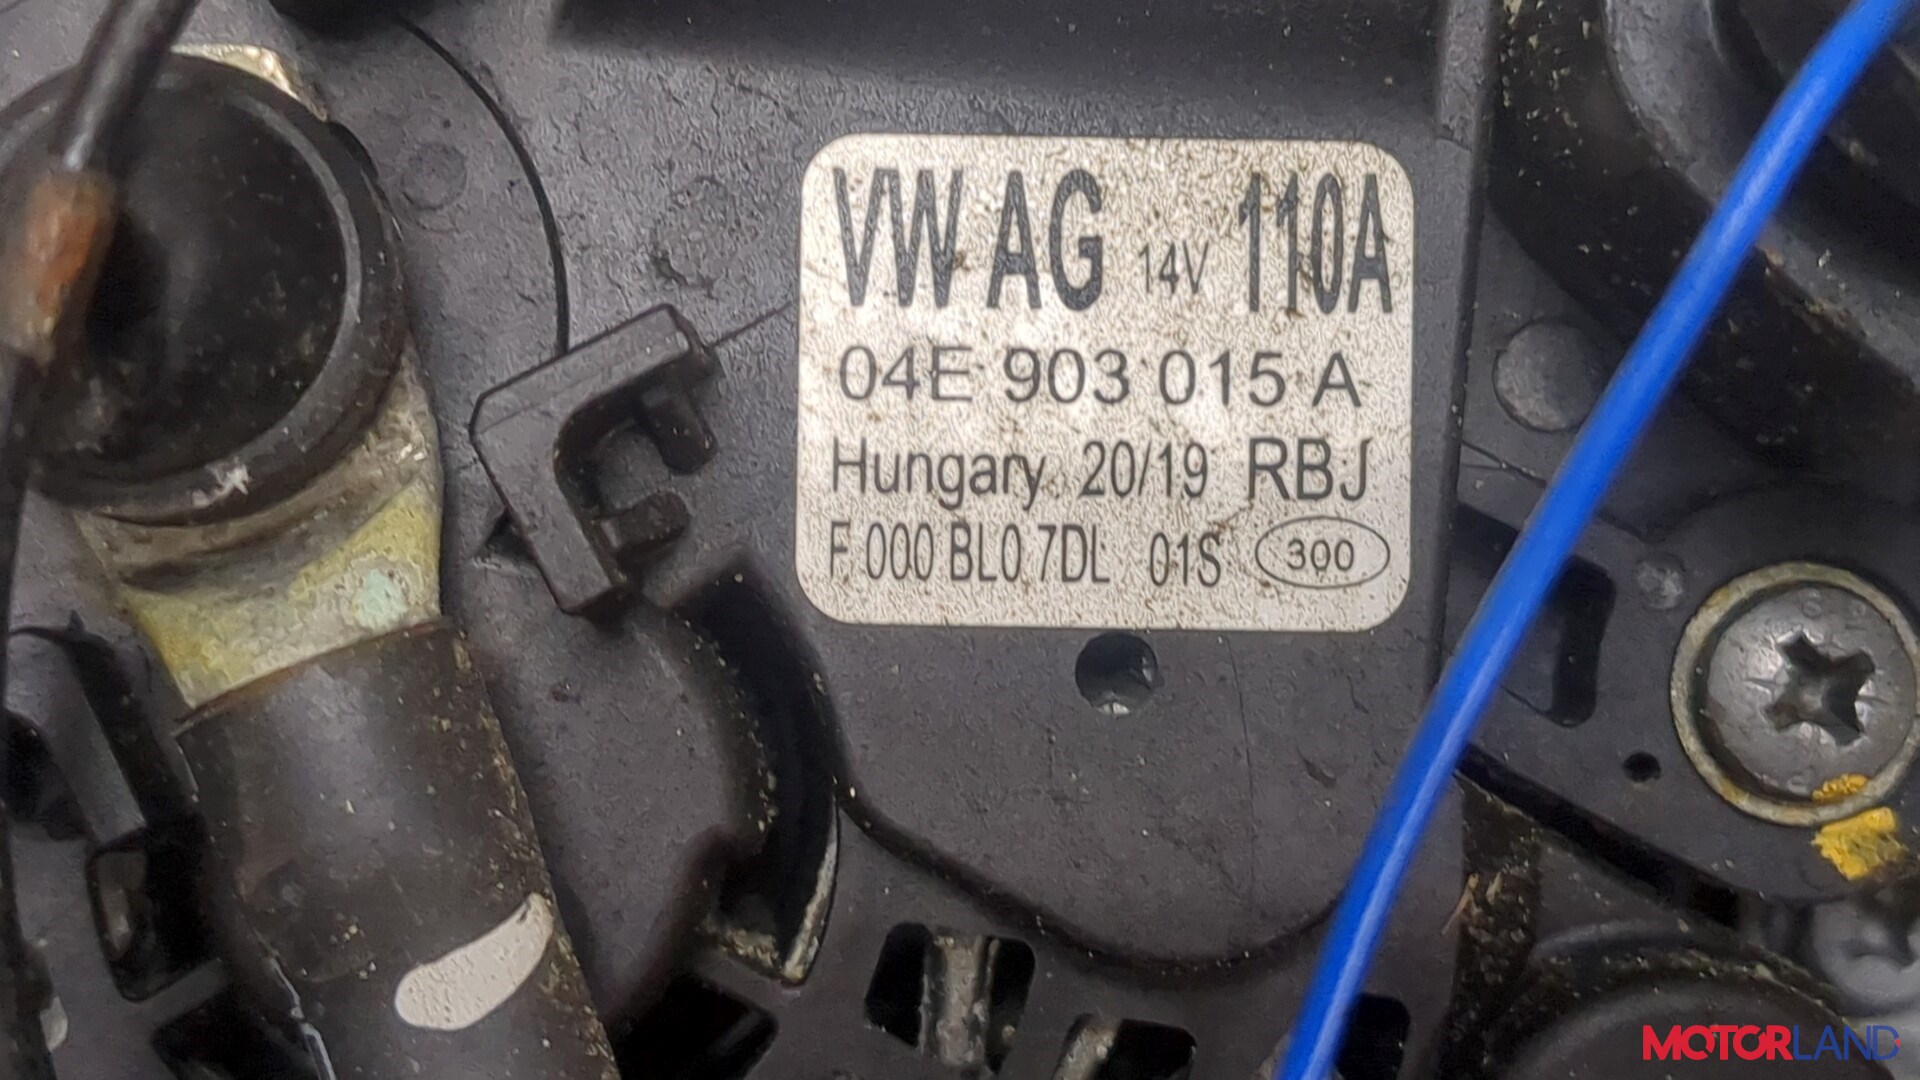 VW AG 14V 110A
04E 903 015 A
Hungary 20/19 RBJ
F 000 BL0 7DL 01S 300
MOTORLAND